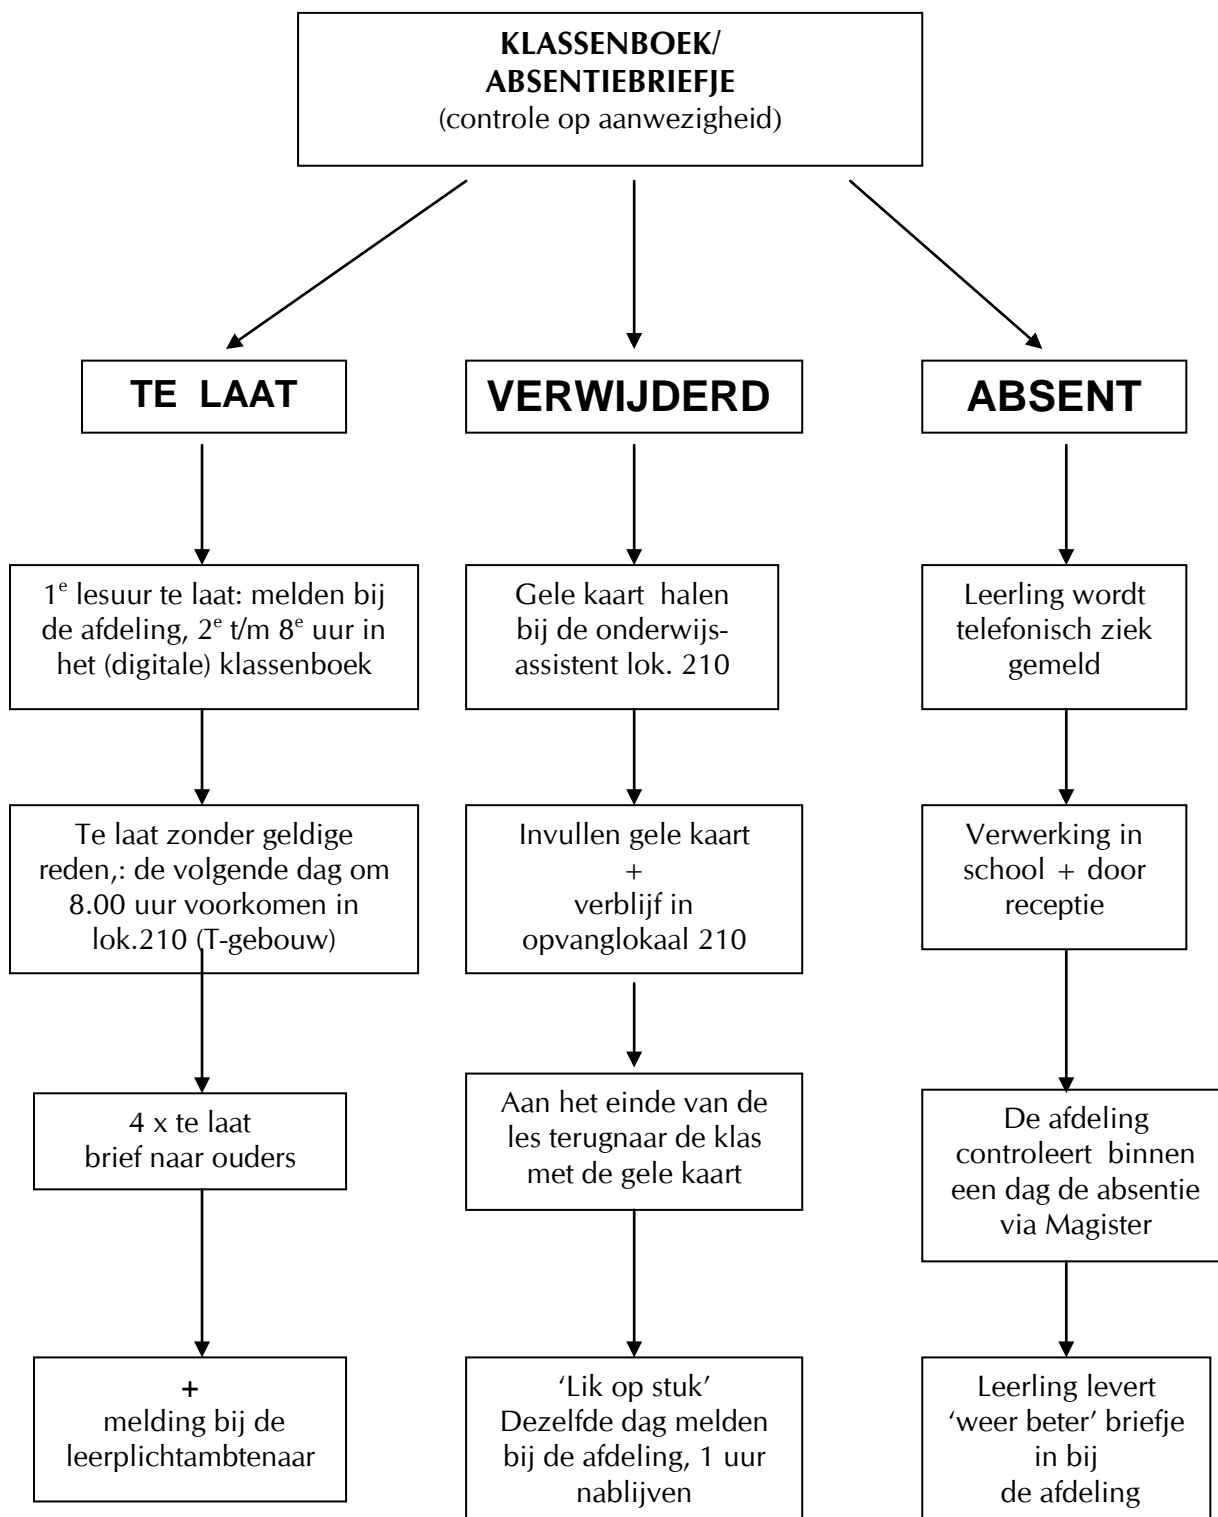 KLASSENBOEK/
ABSENTIEBRIEFJE
(controle op aanwezigheid)
TE LAAT
VERWIJDERD
ABSENT
1e lesuur te laat: melden bij
de afdeling, 2e t/m 8e uur in
het (digitale) klassenboek
Gele kaart halen
bij de onderwijs-
assistent lok. 210
Leerling wordt
telefonisch ziek
gemeld
Te laat zonder geldige
reden,: de volgende dag om
8.00 uur voorkomen in
lok.210 (T-gebouw)
Invullen gele kaart
+
verblijf in
opvanglokaal 210
Verwerking in
school + door
receptie
4 x te laat
brief naar ouders
Aan het einde van de
les terugnaar de klas
met de gele kaart
De afdeling
controleert binnen
een dag de absentie
via Magister
+
melding bij de
leerplichtambtenaar
‘Lik op stuk’
Dezelfde dag melden
bij de afdeling, 1 uur
nablijven
Leerling levert
‘weer beter’ briefje
in bij
de afdeling